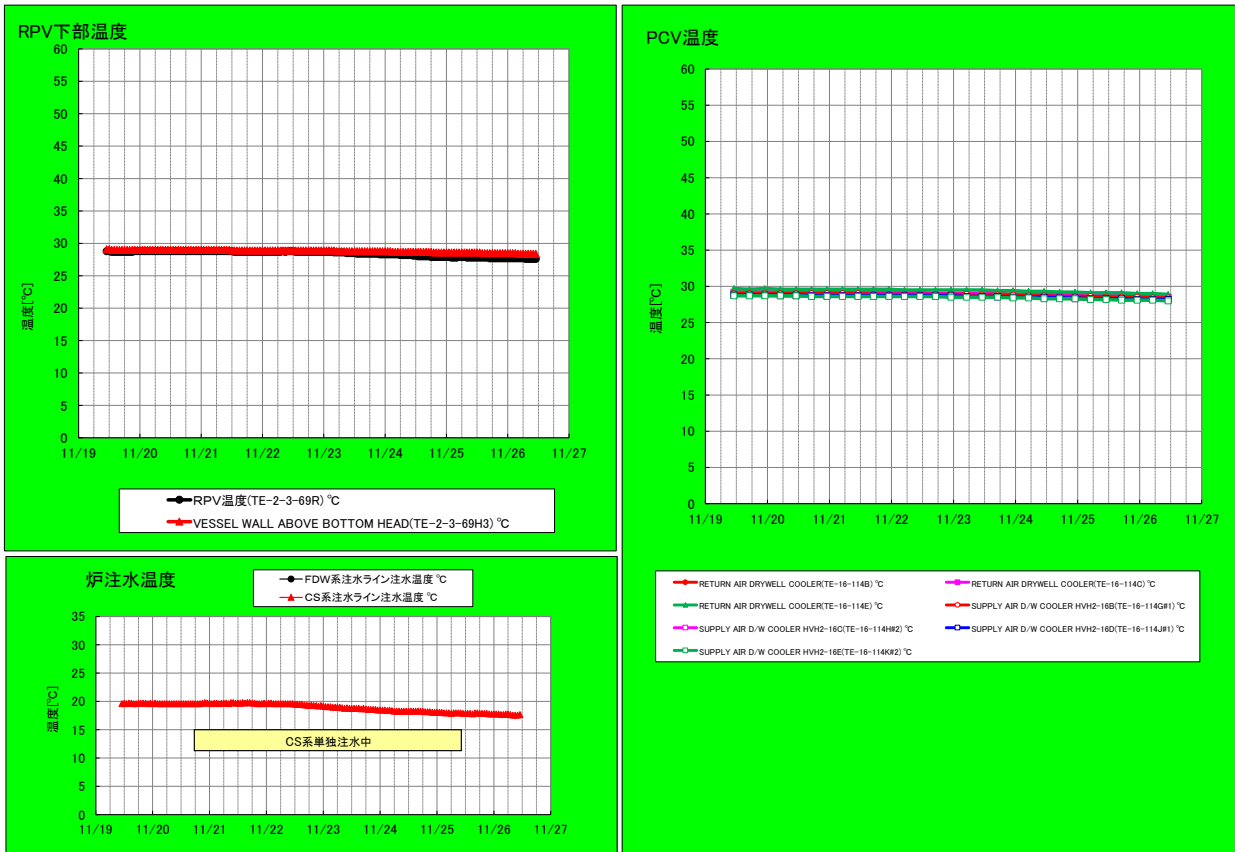 RPV下部温度
60
55
50
45
40
35
30
25
20
15
10
5
0
温度[℃]
11/19 11/20 11/21 11/22 11/23 11/24 11/25 11/26 11/27
RPV温度(TE-2-3-69R) ℃
VESSEL WALL ABOVE BOTTOM HEAD(TE-2-3-69H3) ℃
炉注水温度
FDW系注水ライン注水温度 ℃
CS系注水ライン注水温度 ℃
35
30
25
20
15
10
5
0
温度[℃]
CS系単独注水中
11/19 11/20 11/21 11/22 11/23 11/24 11/25 11/26 11/27
PCV温度
60
55
50
45
40
35
30
25
20
15
10
5
0
温度[℃]
11/19 11/20 11/21 11/22 11/23 11/24 11/25 11/26 11/27
RETURN AIR DRYWELL COOLER(TE-16-114B) ℃ RETURN AIR DRYWELL COOLER(TE-16-114C) ℃
RETURN AIR DRYWELL COOLER(TE-16-114E) ℃ SUPPLY AIR D/W COOLER HVH2-16B(TE-16-114G#1) ℃
SUPPLY AIR D/W COOLER HVH2-16C(TE-16-114H#2) ℃ SUPPLY AIR D/W COOLER HVH2-16D(TE-16-114J#1) ℃
SUPPLY AIR D/W COOLER HVH2-16E(TE-16-114K#2) ℃